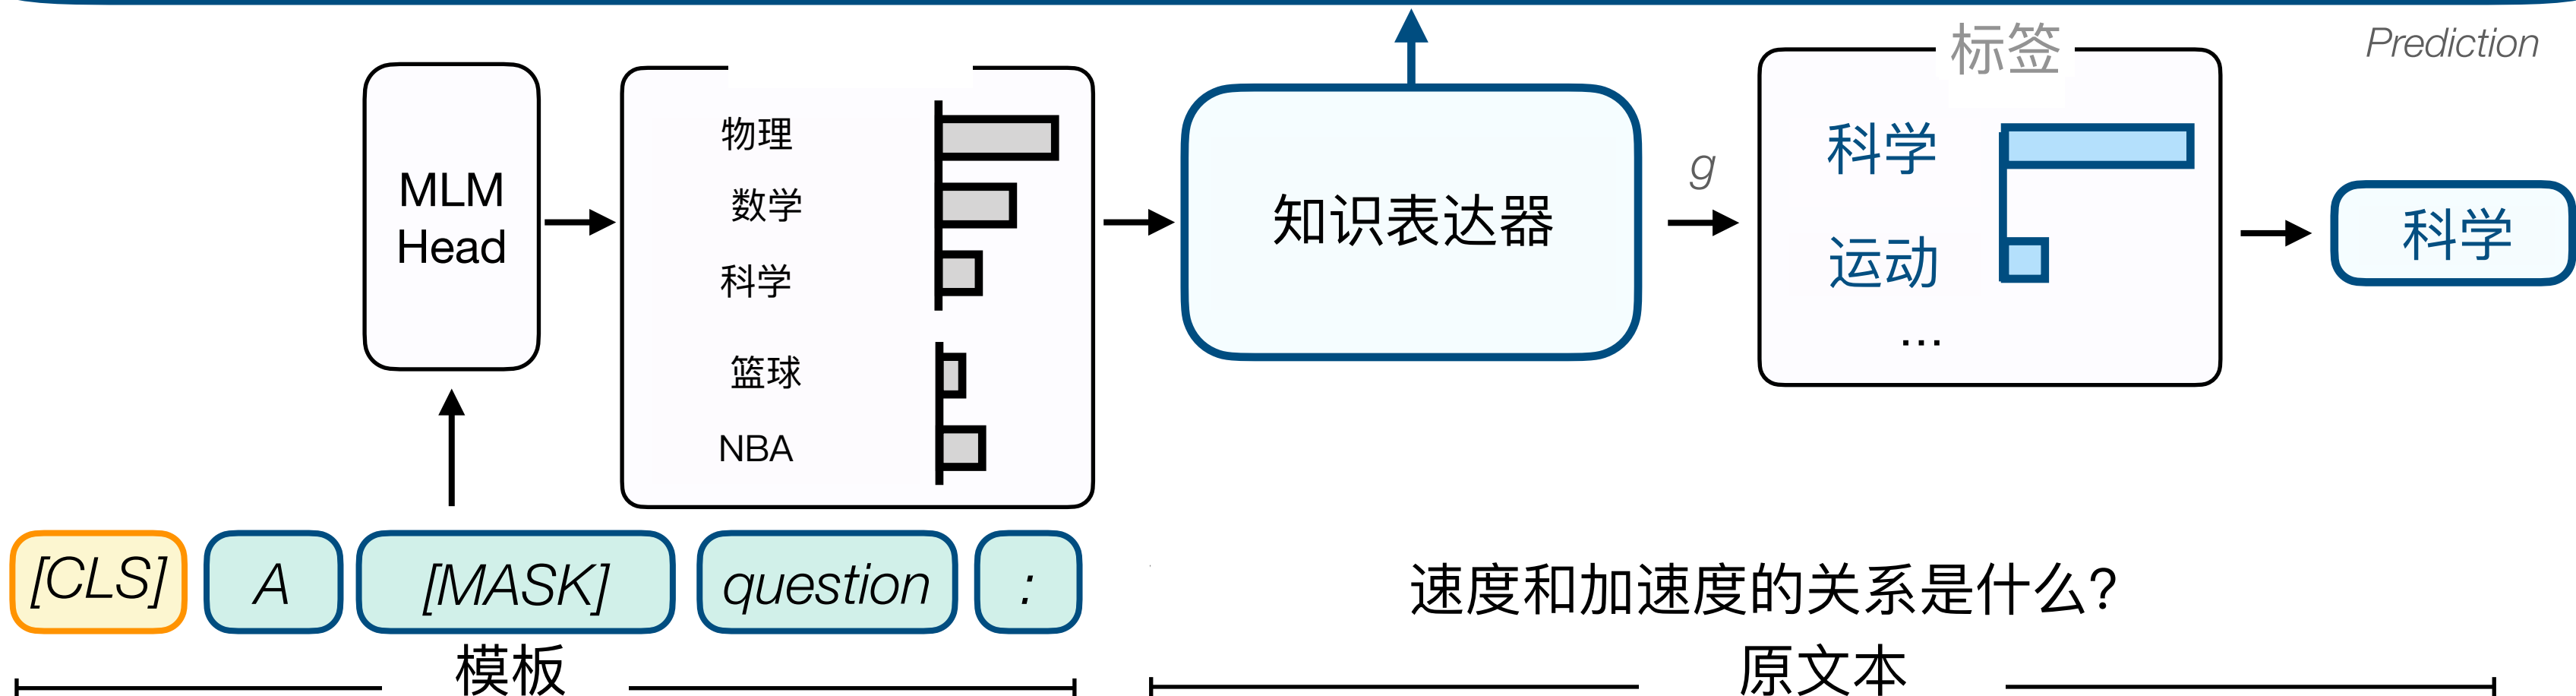 标签
Prediction
MLM
Head
物理
数学
科学
篮球
NBA
知识表达器
g
科学
运动
...
科学
[CLS] A [MASK] question :
速度和加速度的关系是什么?
模板
原文本